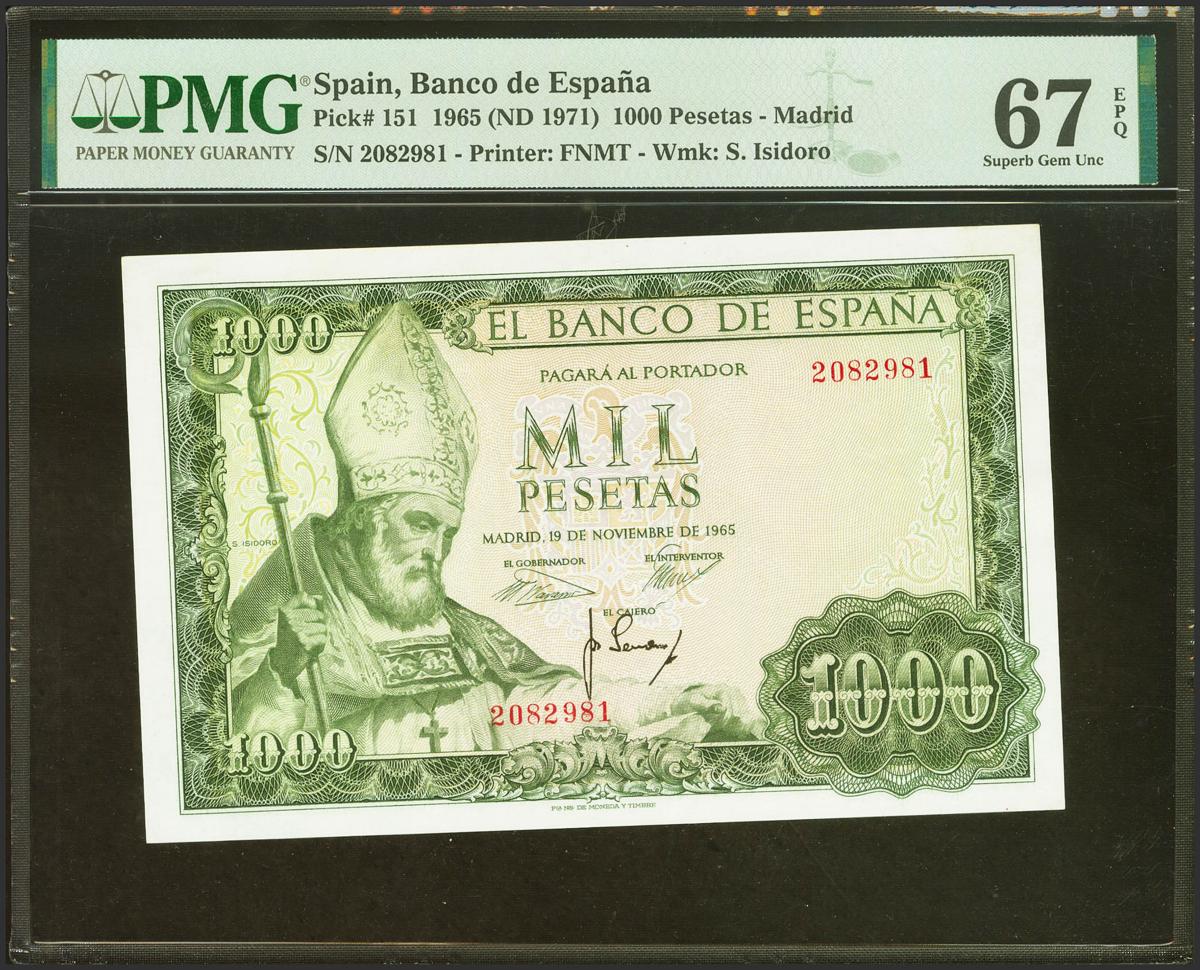 PMG®
PAPER MONEY GUARANTY
Spain, Banco de España
Pick# 151 1965 (ND 1971) 1000 Pesetas - Madrid
S/N 2082981 - Printer: FNMT - Wmk: S. Isidoro
67
EPQ
Superb Gem Unc
1000
EL BANCO DE ESPAÑA
PAGARÁ AL PORTADOR
2082981
MIL
PESETAS
MADRID, 19 DE NOVIEMBRE DE 1965
S. ISIDORO
EL GOBERNADOR
EL INTERVENTOR
EL CAJERO
2082981
1000
1000
DE MONEDA Y TIMBRE